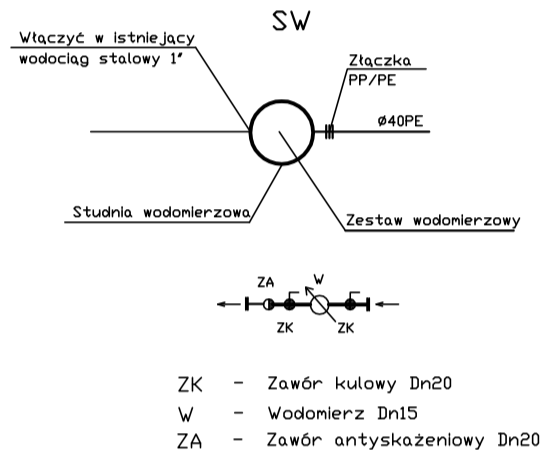 SW
Włączyć w istniejący
wodociąg stalowy 1"
Złączka
PP/PE
ø40PE
Studnia wodomierzowa
Zestaw wodomierzowy
ZA
W
ZK
ZK
ZK - Zawór kulowy Dn20
W - Wodomierz Dn15
ZA - Zawór antyskażeniowy Dn20